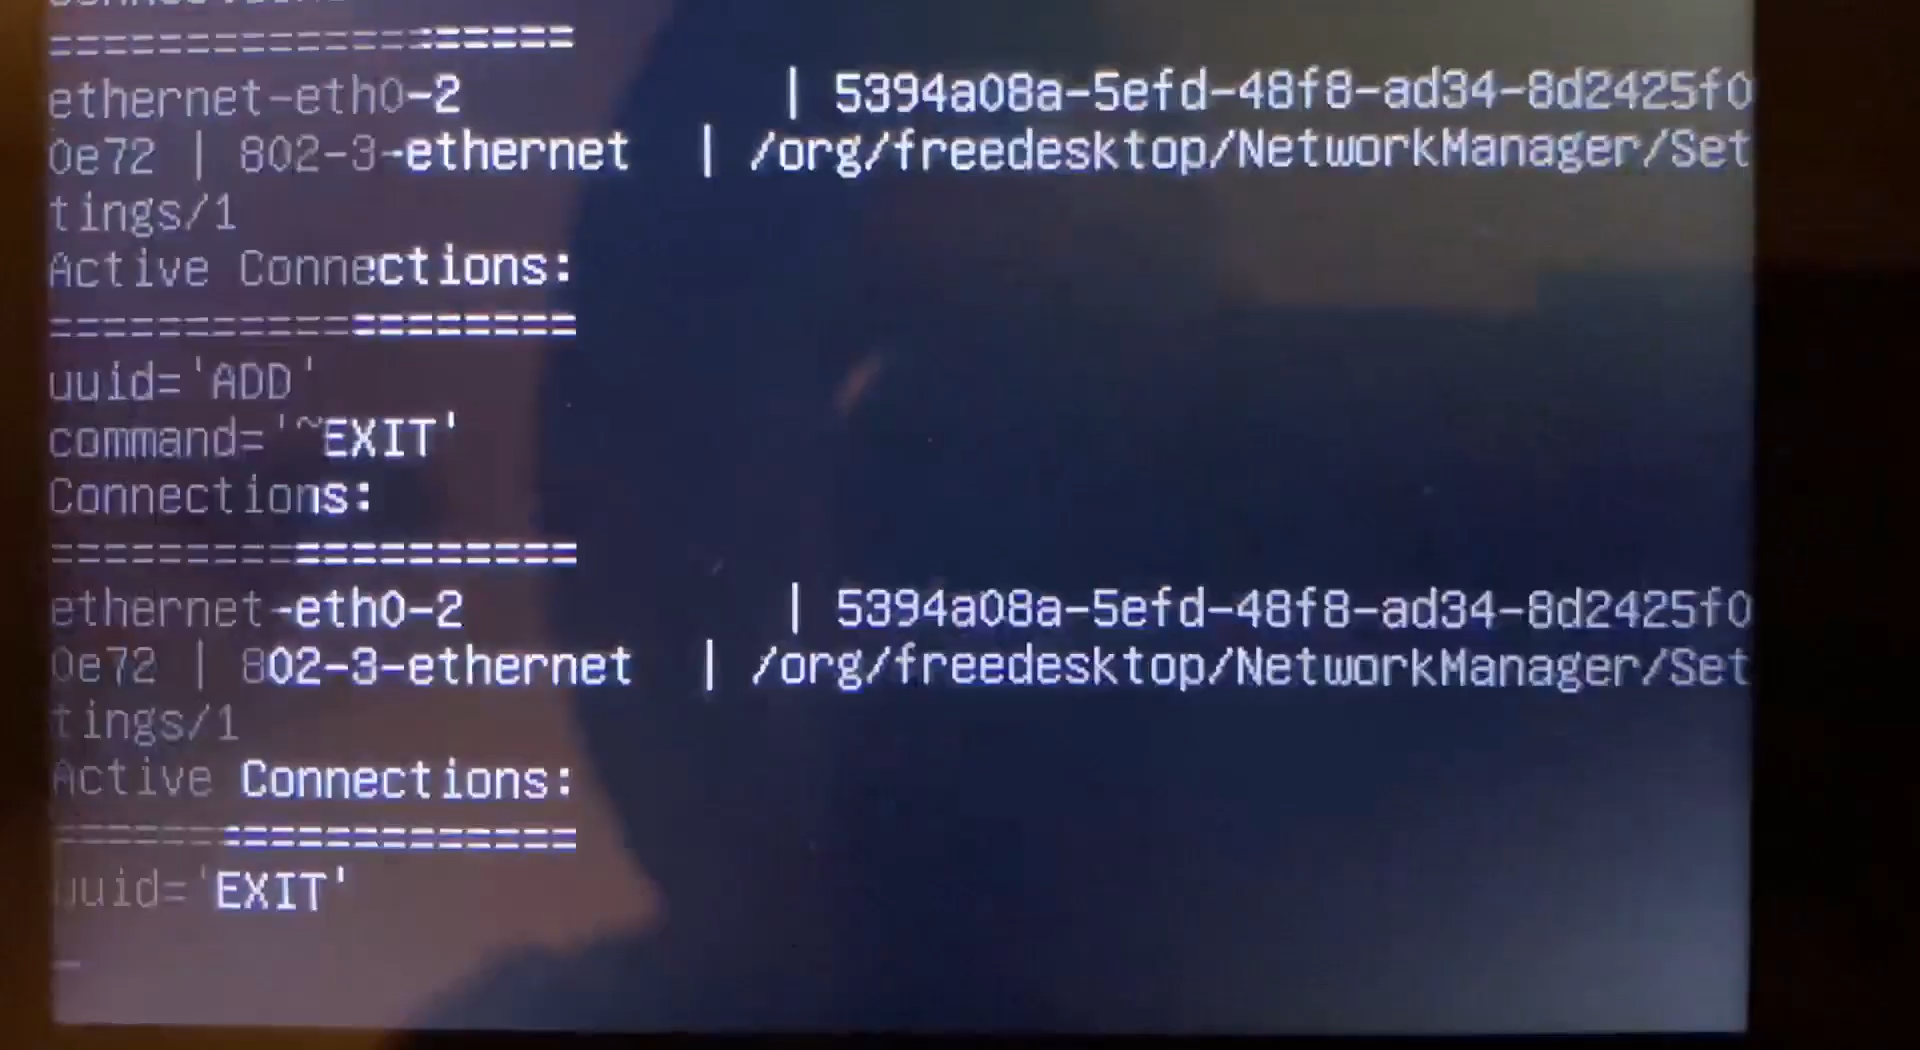 ====================
ethernet-eth0-2 | 5394a08a-5efd-48f8-ad34-8d2425f0
0e72 | 802-3-ethernet | /org/freedesktop/NetworkManager/Set
tings/1
Active Connections:
====================
uuid='ADD'
command='~EXIT'
Connections:
====================
ethernet-eth0-2 | 5394a08a-5efd-48f8-ad34-8d2425f0
0e72 | 802-3-ethernet | /org/freedesktop/NetworkManager/Set
tings/1
Active Connections:
====================
uuid='EXIT'
_